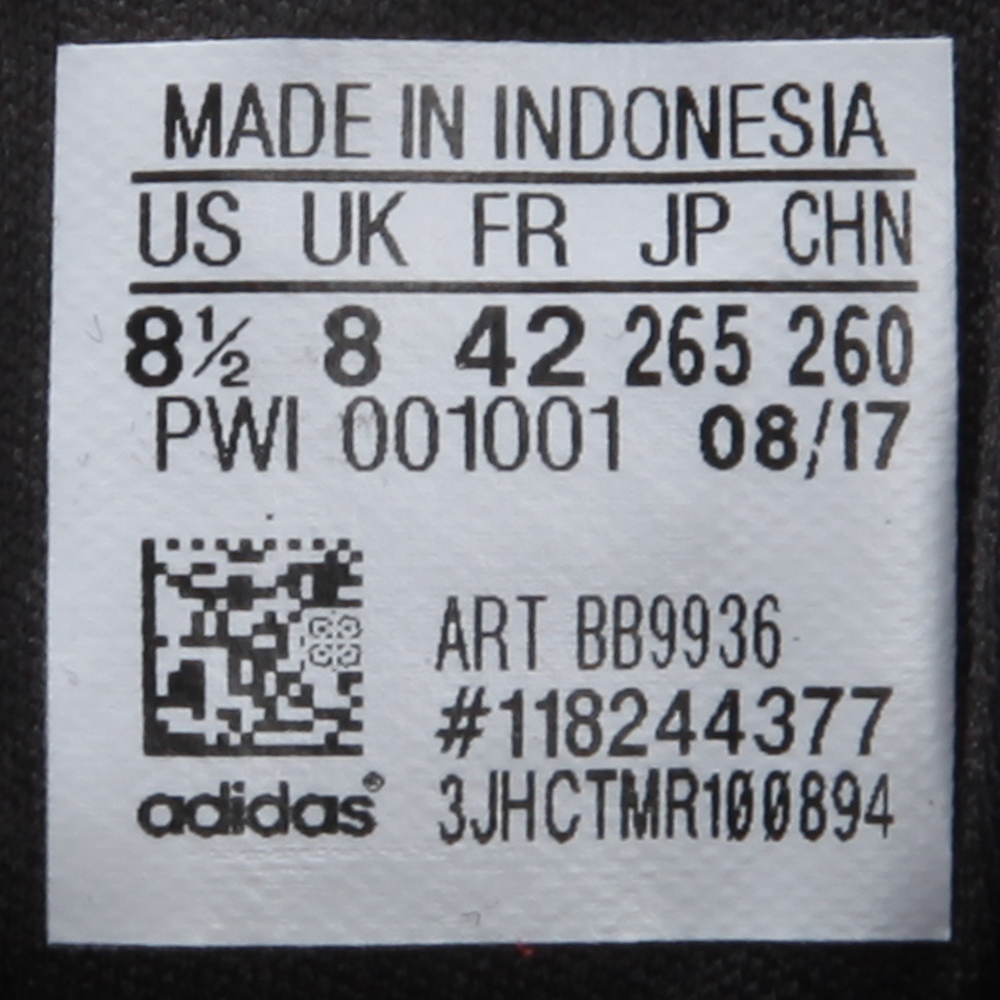 MADE IN INDONESIA
US UK FR JP CHN
8½ 8 42 265 260
PWI 001001 08/17
ART BB9936
#118244377
adidas® 3JHCTMR100894